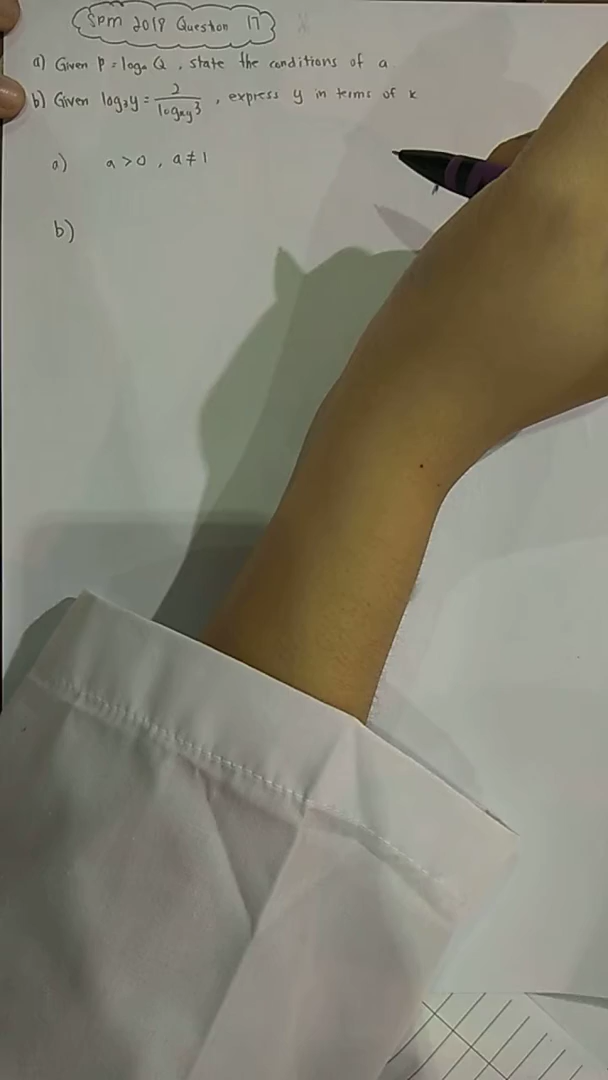 SPM 2018 Question 17
a) Given P = logₐ Q , state the conditions of a
b) Given log₃y = 2/logₓy³ , express y in terms of x
a) a > 0 , a ≠ 1
b)